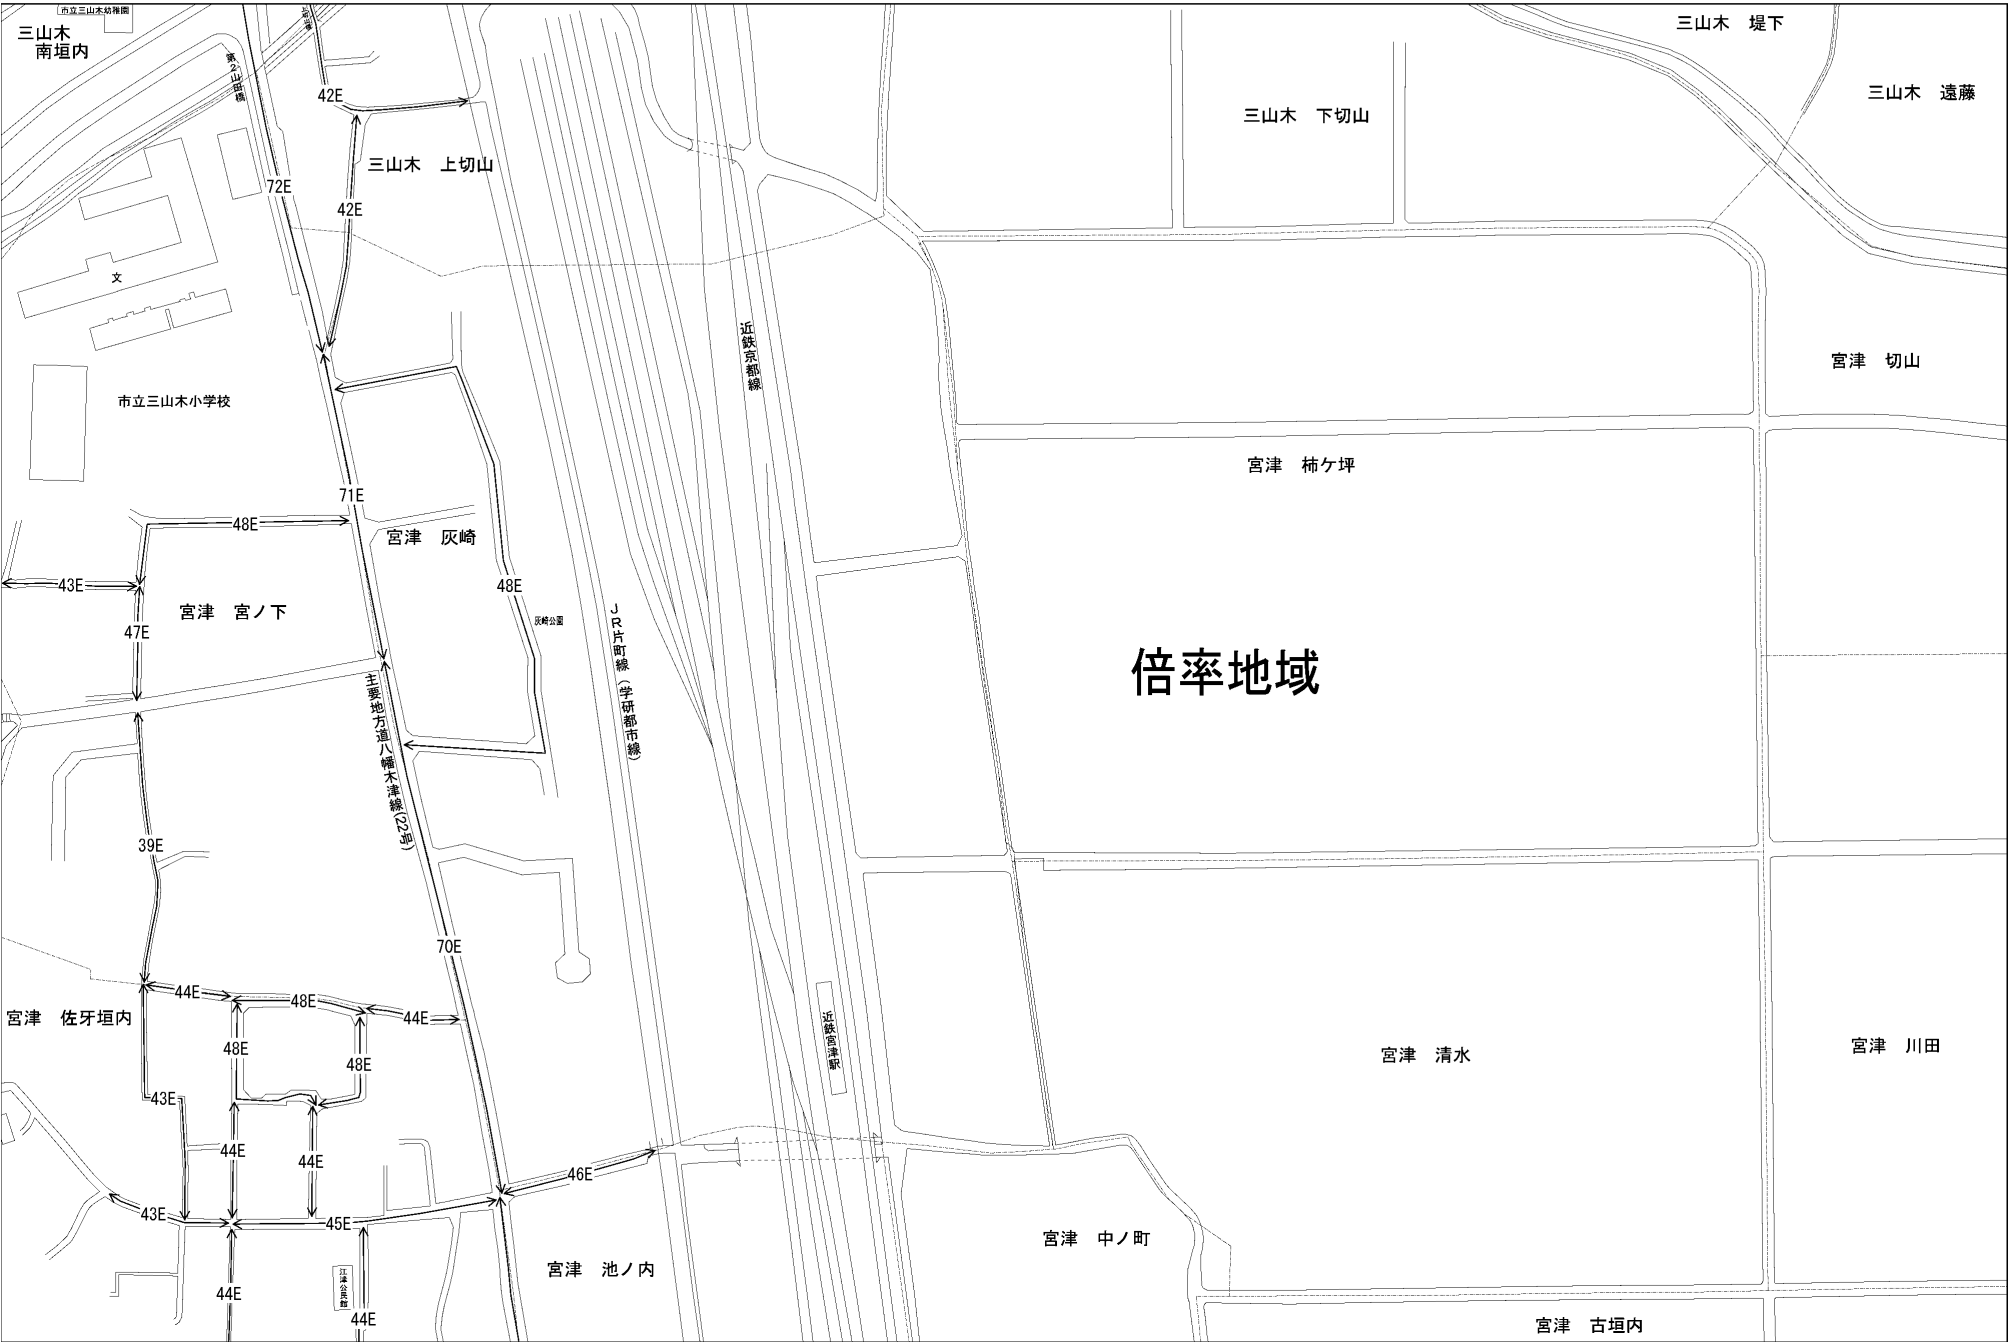 市立三山木幼稚園
三山木
南垣内
第2山田橋
三山木 堤下
三山木 遠藤
三山木 下切山
三山木 上切山
42E
72E
42E
文
近鉄京都線
宮津 切山
市立三山木小学校
宮津 柿ケ坪
71E
48E
宮津 灰崎
43E
48E
宮津 宮ノ下
灰崎公園
47E
JR片町線(学研都市線)
倍率地域
主要地方道八幡木津線(22号)
39E
70E
44E
48E
44E
宮津 佐牙垣内
近鉄宮津駅
48E
48E
宮津 清水
宮津 川田
43E
44E
44E
46E
43E
45E
宮津 中ノ町
宮津 池ノ内
江津公民館
44E
44E
宮津 古垣内